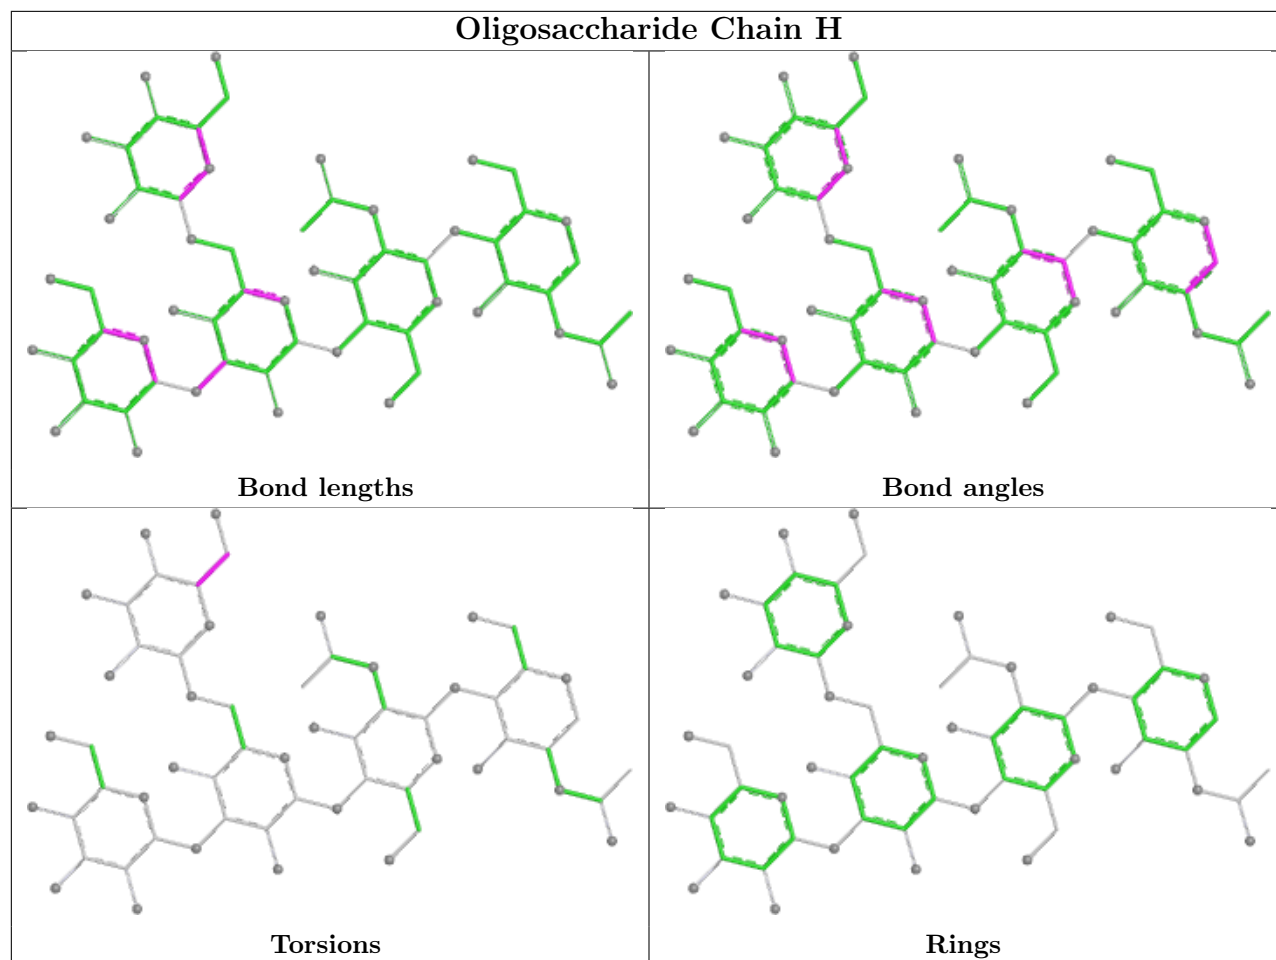 Oligosaccharide Chain H
Bond lengths
Bond angles
Torsions
Rings